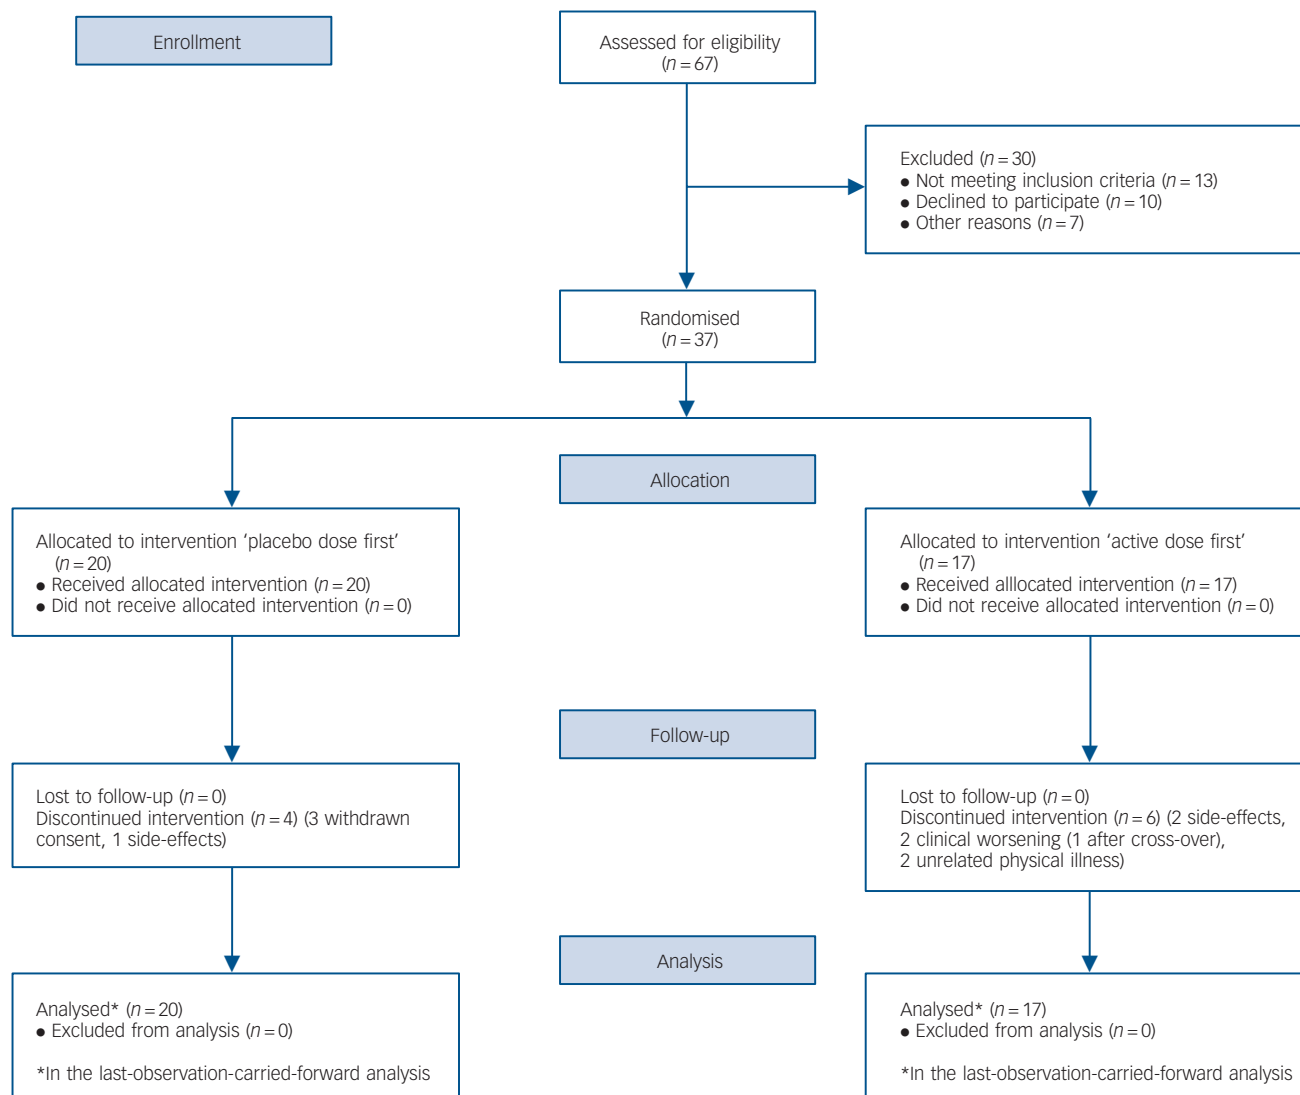 Enrollment
Assessed for eligibility
(n = 67)
Excluded (n = 30)
● Not meeting inclusion criteria (n = 13)
● Declined to participate (n = 10)
● Other reasons (n = 7)
Randomised
(n = 37)
Allocation
Allocated to intervention ‘placebo dose first’
(n = 20)
● Received allocated intervention (n = 20)
● Did not receive allocated intervention (n = 0)
Allocated to intervention ‘active dose first’
(n = 17)
● Received alllocated intervention (n = 17)
● Did not receive allocated intervention (n = 0)
Follow-up
Lost to follow-up (n = 0)
Discontinued intervention (n = 4) (3 withdrawn
consent, 1 side-effects)
Lost to follow-up (n = 0)
Discontinued intervention (n = 6) (2 side-effects,
2 clinical worsening (1 after cross-over),
2 unrelated physical illness)
Analysis
Analysed* (n = 20)
● Excluded from analysis (n = 0)
*In the last-observation-carried-forward analysis
Analysed* (n = 17)
● Excluded from analysis (n = 0)
*In the last-observation-carried-forward analysis